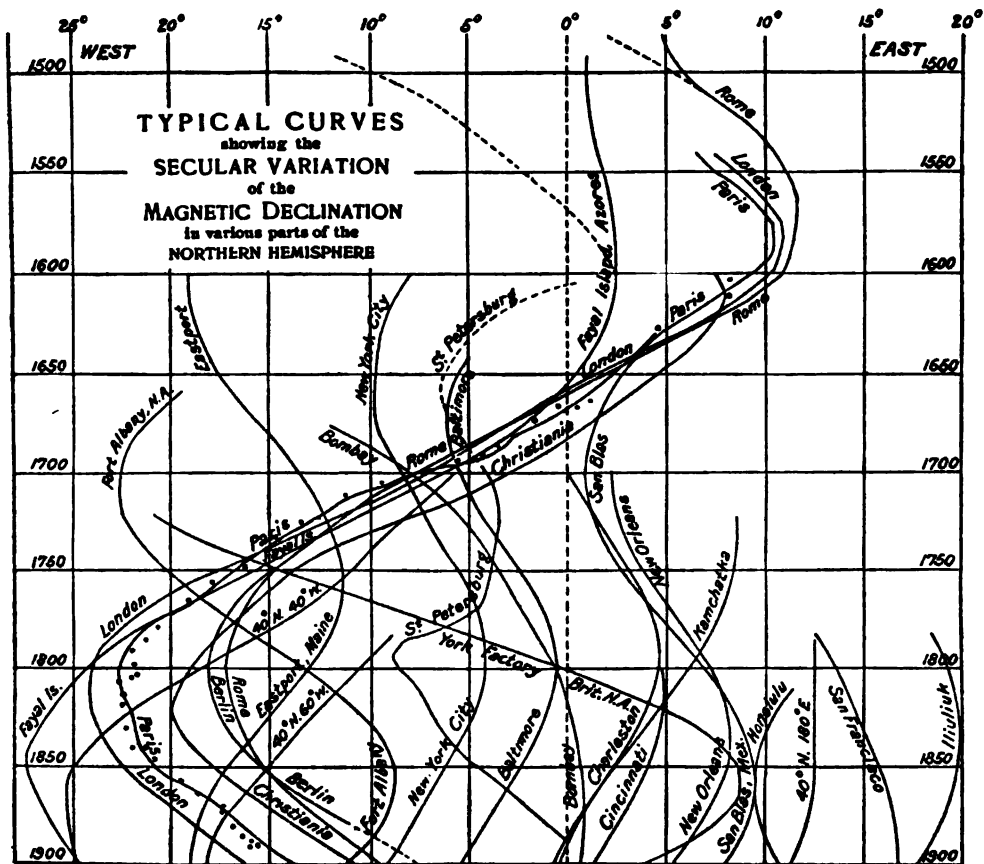 25° 20° 15° 10° 5° 0° 5° 10° 15° 20°
WEST
EAST
1500 1500
TYPICAL CURVES
showing the
SECULAR VARIATION
of the
MAGNETIC DECLINATION
in various parts of the
NORTHERN HEMISPHERE
Rome
London
Paris
1550 1550
Fayal Island, Azores
1600 1600
Eastport
New York City
St Petersburg
Paris
Rome
London
1650 1650
Baltimore
Fort Albany, N.A.
Bombay
Rome
Christiania
San Blas
1700 1700
New Orleans
Paris
Fayal Is
1750 1750
Kamchatka
London
40° N. 40° W.
St Petersburg
Eastport, Maine
York Factory
Brit. N.A.
1800 1800
Fayal Is.
Rome
Berlin
40° N. 60° W.
Paris
London
Berlin
Christiania
Fort Albany
New York City
Baltimore
Bombay
Charleston
Cincinnati
New Orleans
San Blas, Mex.
Honolulu
40° N. 180° E
San Francisco
Iliuliuk
1850 1850
1900 1900